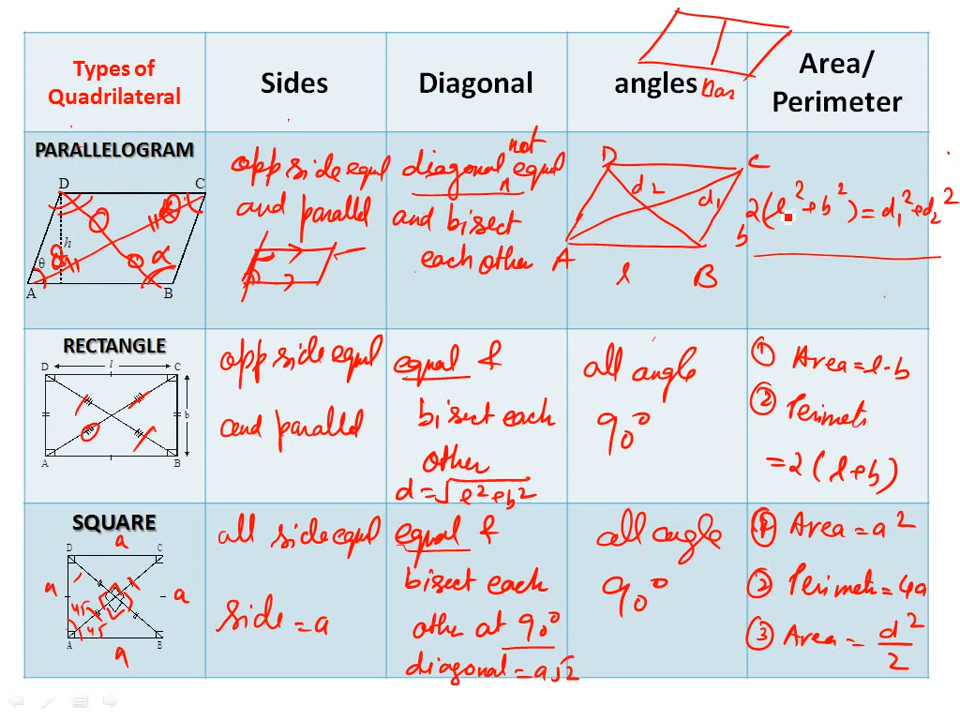 Types of
Quadrilateral
Sides
Diagonal
angles
Area/
Perimeter
PARALLELOGRAM
D
C
h
θ
A
B
α
opp side equal
and parallel
diagonal not equal
and bisect
each other
D
C
d2
d1
b
A
l
B
2(l²+b²)=d₁²+d₂²
RECTANGLE
D
l
C
b
A
B
opp side equal
and parallel
equal &
bisect each
other
d=√l²+b²
all angle
90°
① Area=l·b
② Perimeter
=2(l+b)
SQUARE
a
D
C
a
a
45
45
A
B
a
all side equal
side=a
equal &
bisect each
other at 90°
diagonal=a√2
all angle
90°
① Area=a²
② Perimeter=4a
③ Area = d²/2